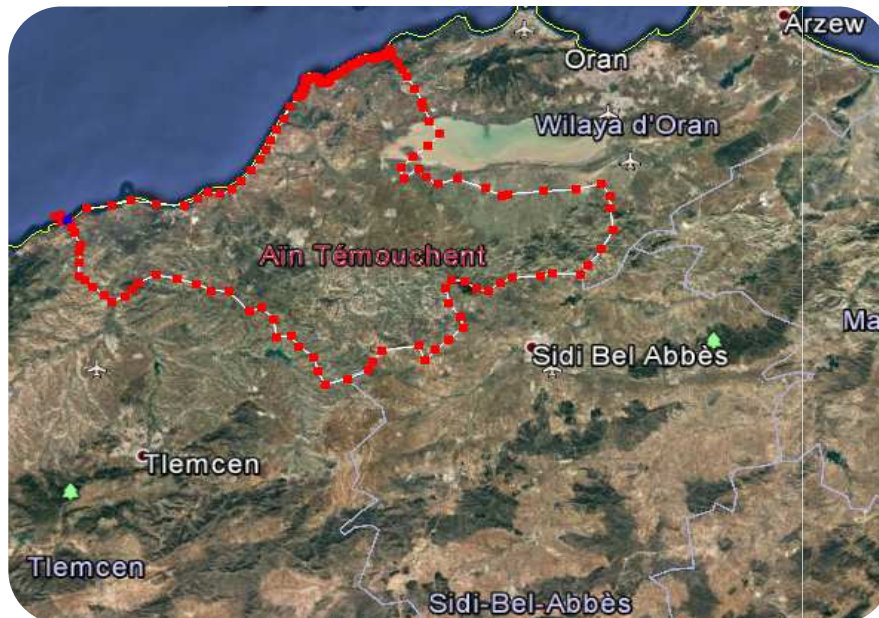 Arzew
Oran
Wilaya d'Oran
Aïn Témouchent
Ma
Sidi Bel Abbès
Tlemcen
Tlemcen
Sidi-Bel-Abbès